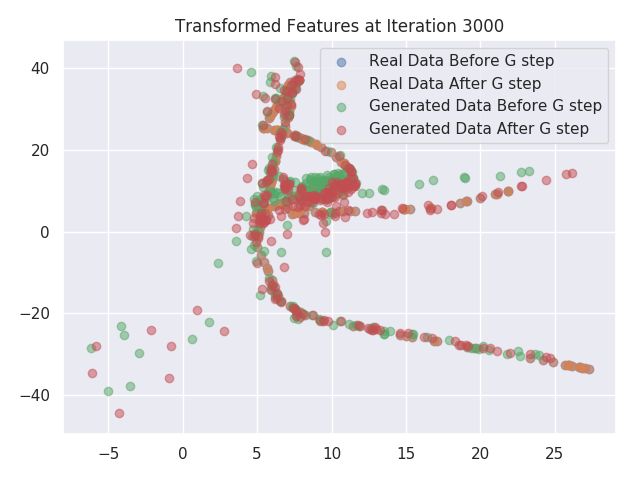 Transformed Features at Iteration 3000
Real Data Before G step
Real Data After G step
Generated Data Before G step
Generated Data After G step
40
20
0
−20
−40
−5 0 5 10 15 20 25